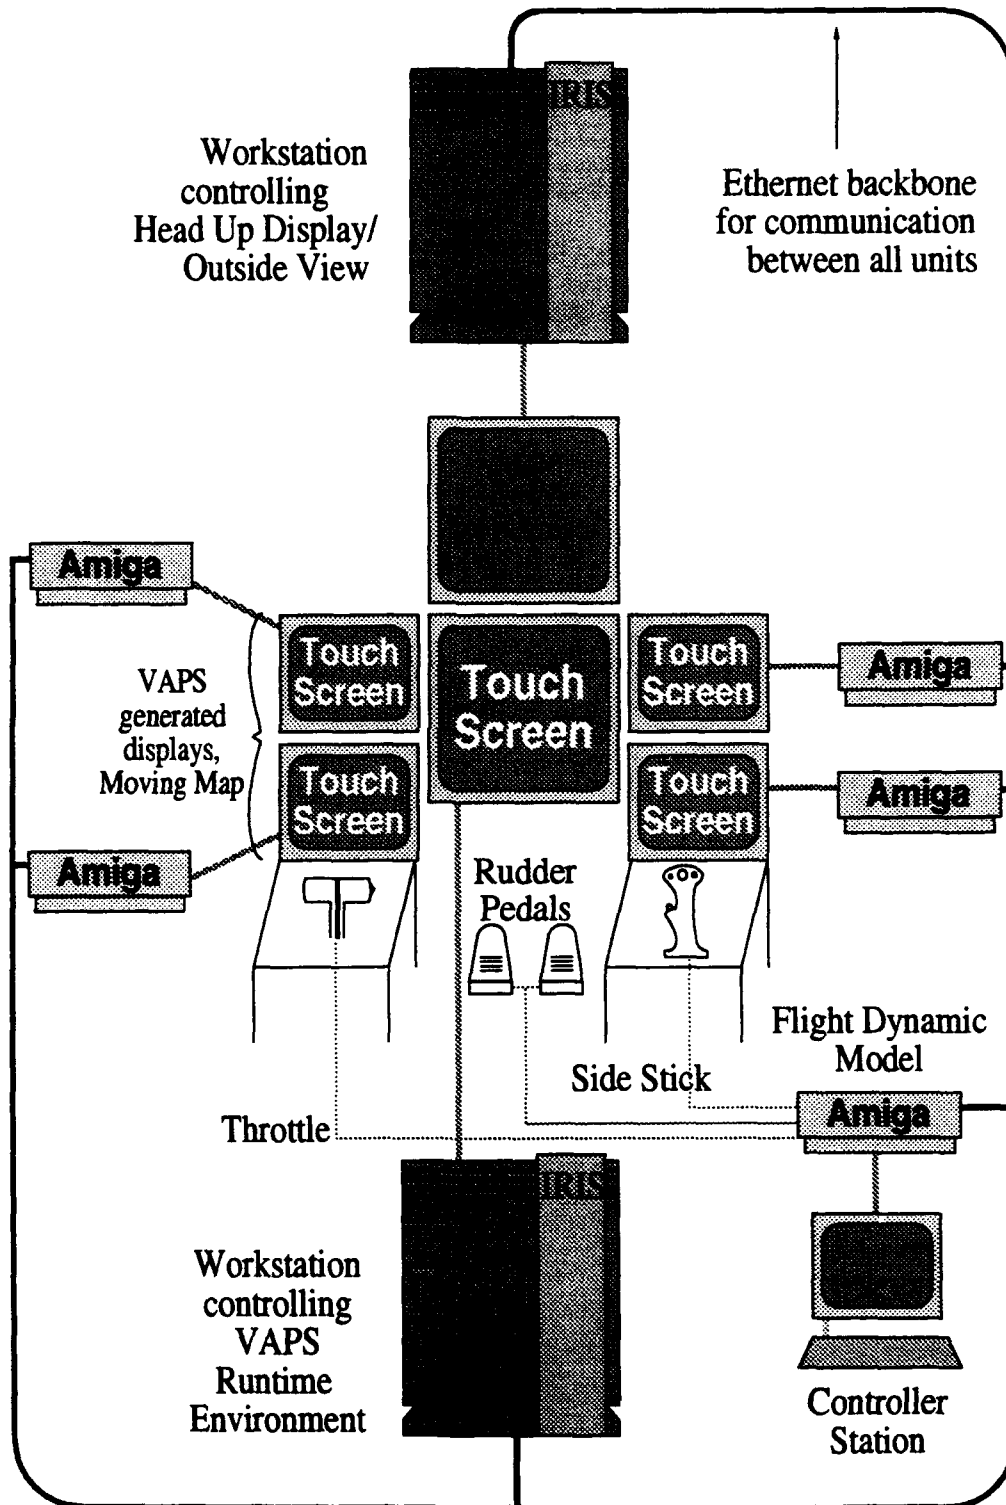 IRIS
Workstation
controlling
Head Up Display/
Outside View
Ethernet backbone
for communication
between all units
Amiga
Touch
Screen
Touch
Screen
Touch
Screen
Amiga
VAPS
generated
displays,
Moving Map
Touch
Screen
Touch
Screen
Amiga
Amiga
Rudder
Pedals
Flight Dynamic
Model
Side Stick
Amiga
Throttle
IRIS
Workstation
controlling
VAPS
Runtime
Environment
Controller
Station